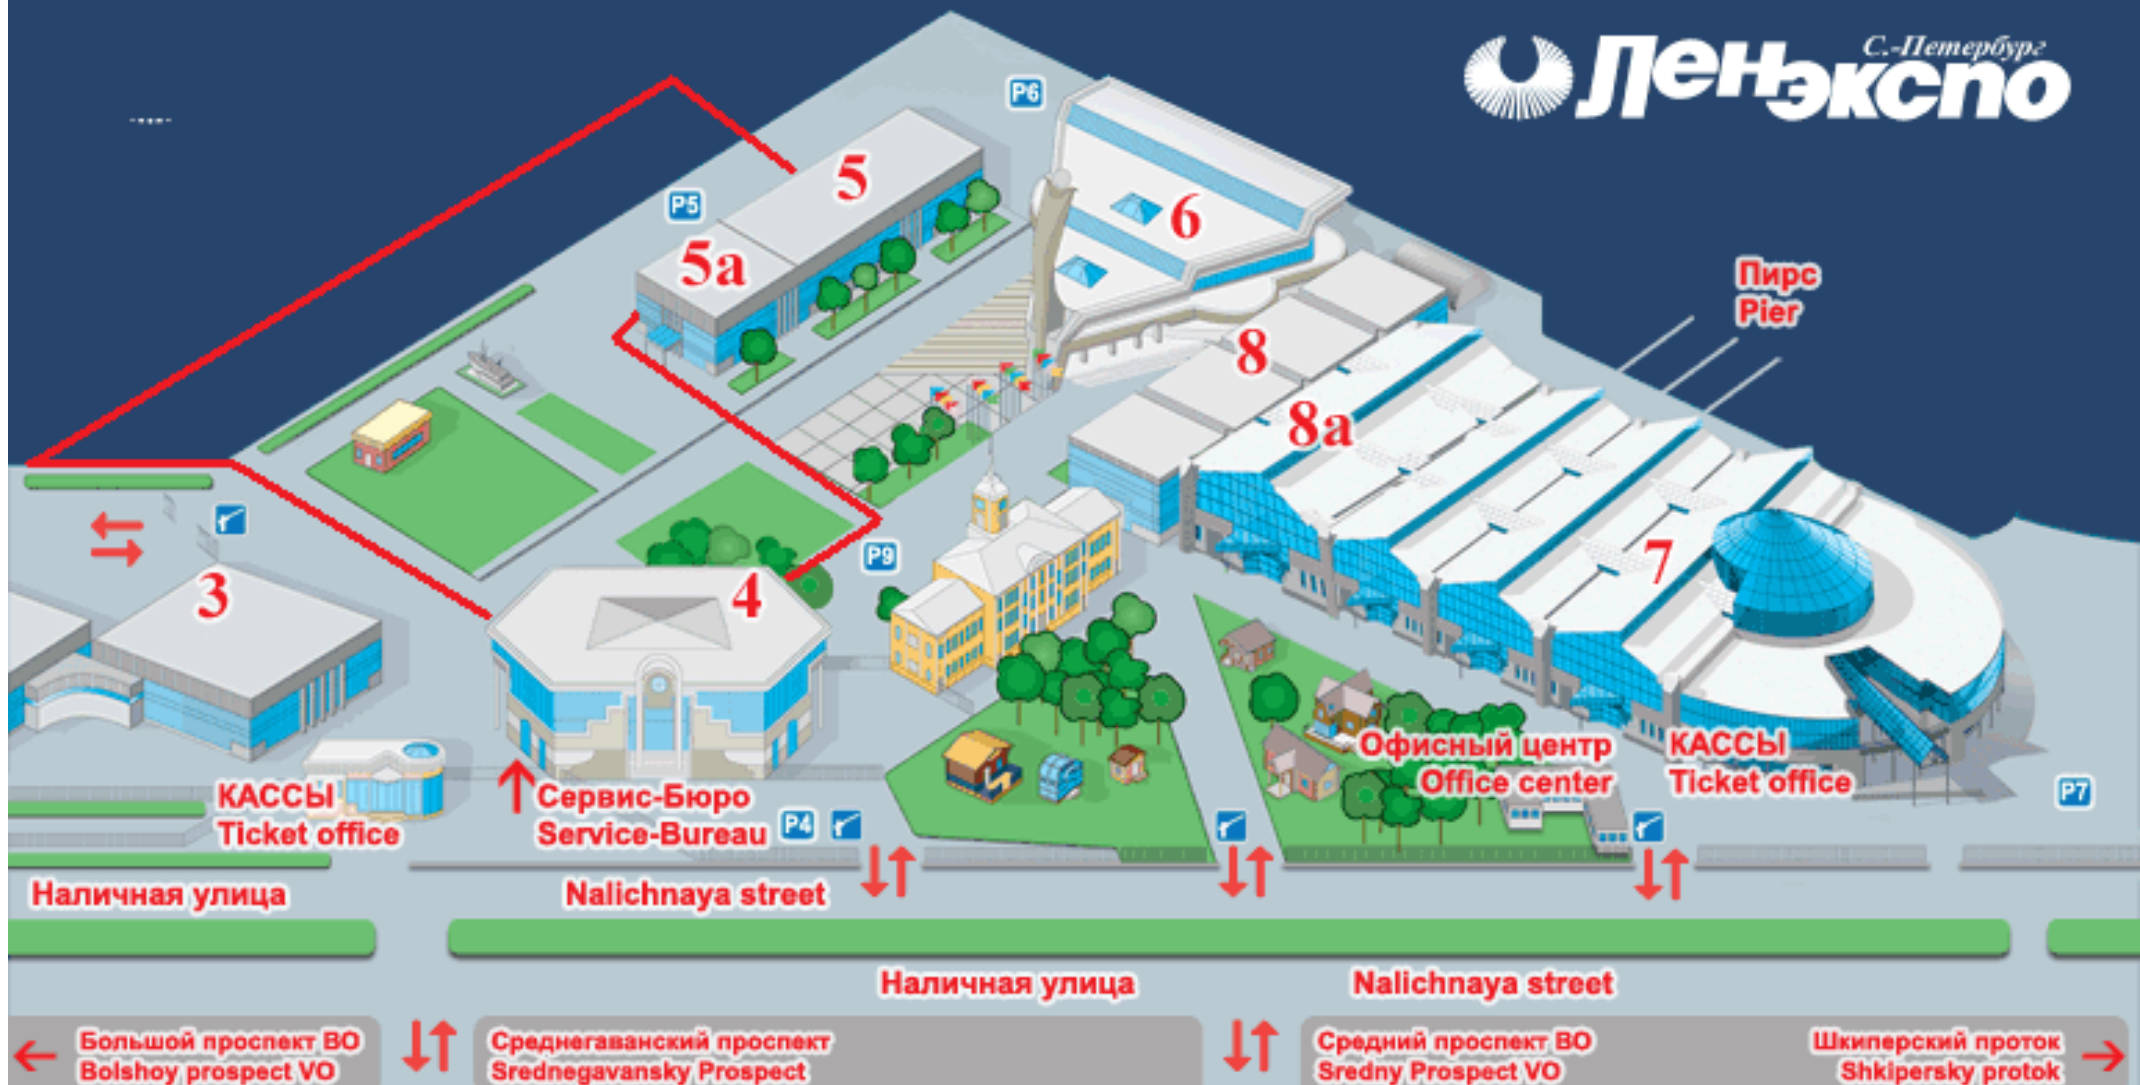 С.-Петербург
ЛенэкспО
P6
5
P5
6
5a
Пирс
Pier
8
8a
P9
7
3
4
Офисный центр
Office center
КАССЫ
Ticket office
КАССЫ
Ticket office
Сервис-Бюро
Service-Bureau
P4
P7
Наличная улица
Nalichnaya street
Наличная улица
Nalichnaya street
Большой проспект ВО
Bolshoy prospect VO
Среднегаванский проспект
Srednegavansky Prospect
Средний проспект ВО
Sredny Prospect VO
Шкиперский проток
Shkipersky protok